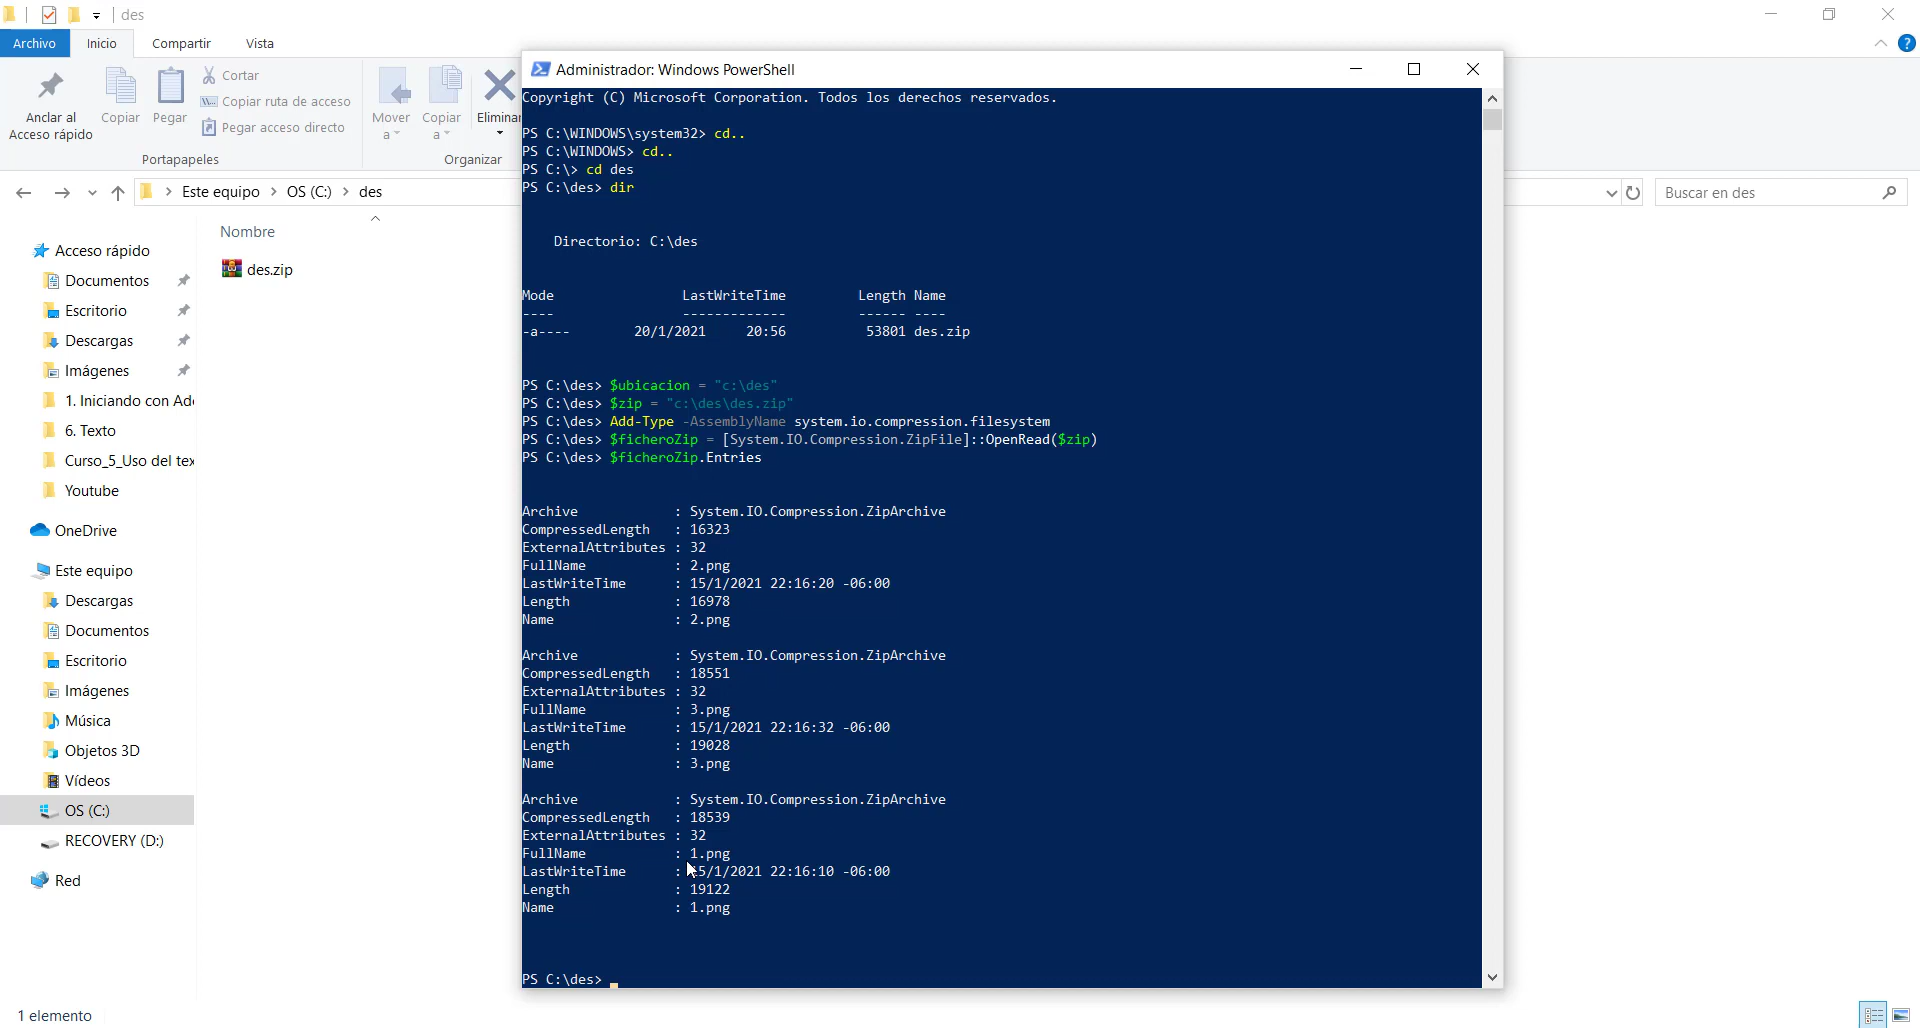 des
Archivo
Inicio
Compartir
Vista
Anclar al
Acceso rápido
Copiar
Pegar
Cortar
Copiar ruta de acceso
Pegar acceso directo
Portapapeles
Mover
a
Copiar
a
Eliminar
Organizar
Este equipo > OS (C:) > des
Buscar en des
Acceso rápido
Documentos
Escritorio
Descargas
Imágenes
1. Iniciando con Ad
6. Texto
Curso_5_Uso del tex
Youtube
OneDrive
Este equipo
Descargas
Documentos
Escritorio
Imágenes
Música
Objetos 3D
Vídeos
OS (C:)
RECOVERY (D:)
Red
Nombre
des.zip
1 elemento
Administrador: Windows PowerShell
Copyright (C) Microsoft Corporation. Todos los derechos reservados.
PS C:\WINDOWS\system32> cd..
PS C:\WINDOWS> cd..
PS C:\> cd des
PS C:\des> dir
Directorio: C:\des
Mode LastWriteTime Length Name
---- ------------- ------ ----
-a---- 20/1/2021 20:56 53801 des.zip
PS C:\des> $ubicacion = "c:\des"
PS C:\des> $zip = "c:\des\des.zip"
PS C:\des> Add-Type -AssemblyName system.io.compression.filesystem
PS C:\des> $ficheroZip = [System.IO.Compression.ZipFile]::OpenRead($zip)
PS C:\des> $ficheroZip.Entries
Archive : System.IO.Compression.ZipArchive
CompressedLength : 16323
ExternalAttributes : 32
FullName : 2.png
LastWriteTime : 15/1/2021 22:16:20 -06:00
Length : 16978
Name : 2.png
Archive : System.IO.Compression.ZipArchive
CompressedLength : 18551
ExternalAttributes : 32
FullName : 3.png
LastWriteTime : 15/1/2021 22:16:32 -06:00
Length : 19028
Name : 3.png
Archive : System.IO.Compression.ZipArchive
CompressedLength : 18539
ExternalAttributes : 32
FullName : 1.png
LastWriteTime : 15/1/2021 22:16:10 -06:00
Length : 19122
Name : 1.png
PS C:\des>